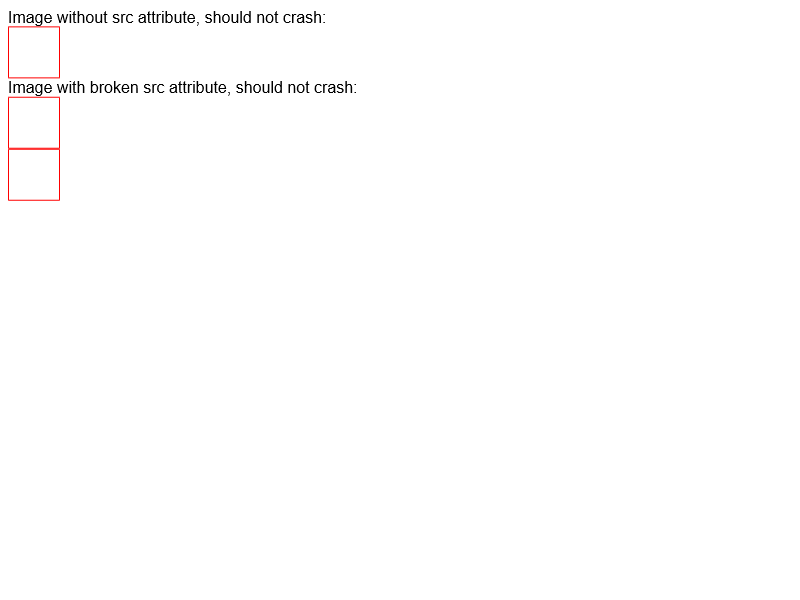 Image without src attribute, should not crash:
Image with broken src attribute, should not crash: